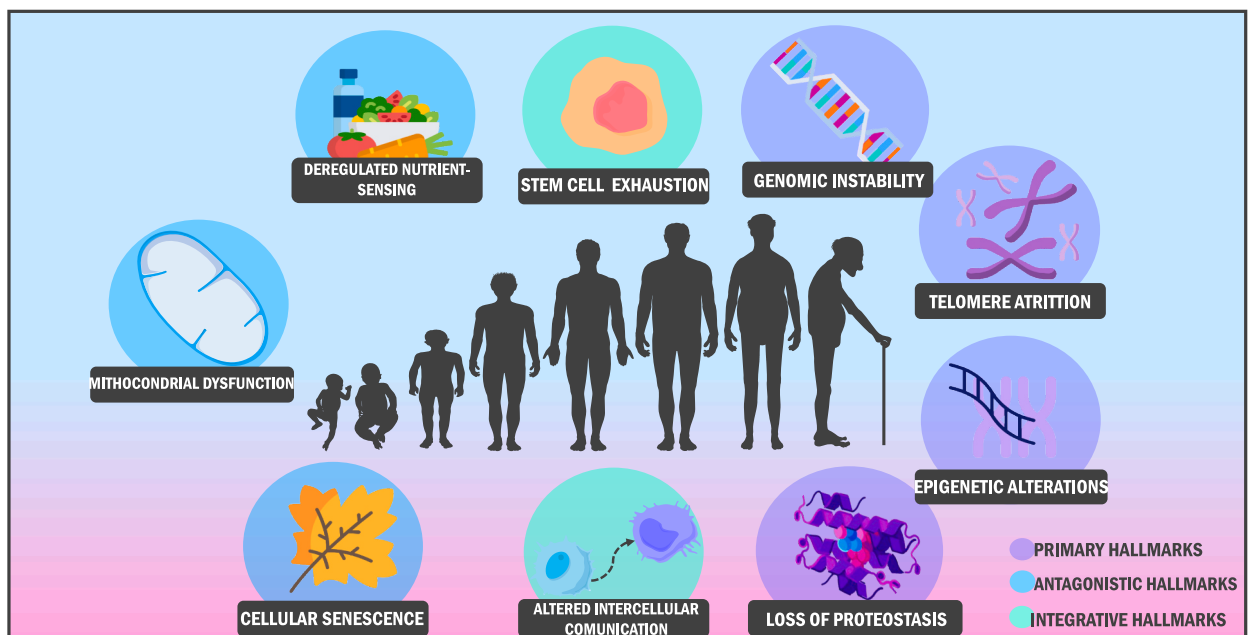 DEREGULATED NUTRIENT-
SENSING
STEM CELL EXHAUSTION
GENOMIC INSTABILITY
TELOMERE ATRITTION
MITHOCONDRIAL DYSFUNCTION
EPIGENETIC ALTERATIONS
CELLULAR SENESCENCE
ALTERED INTERCELLULAR
COMUNICATION
LOSS OF PROTEOSTASIS
PRIMARY HALLMARKS
ANTAGONISTIC HALLMARKS
INTEGRATIVE HALLMARKS